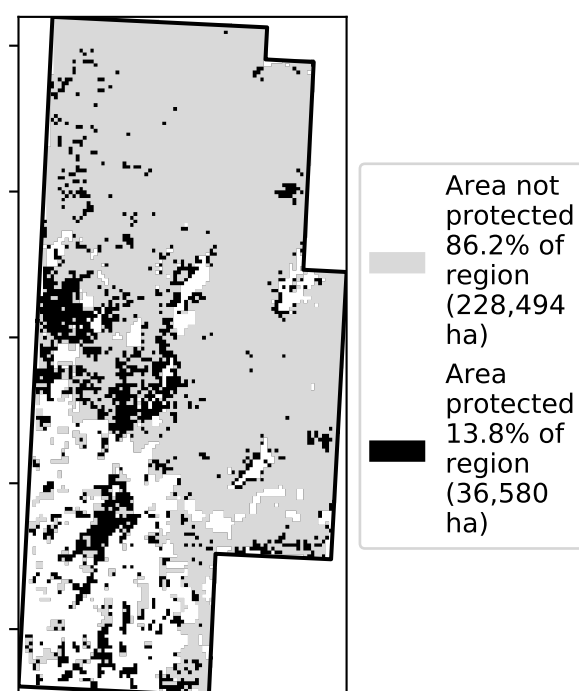 Area not
protected
86.2% of
region
(228,494
ha)
Area
protected
13.8% of
region
(36,580
ha)